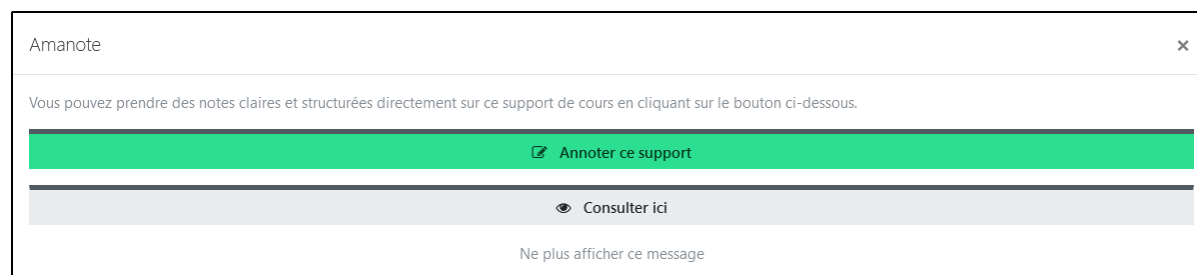 Amanote
Vous pouvez prendre des notes claires et structurées directement sur ce support de cours en cliquant sur le bouton ci-dessous.
Annoter ce support
Consulter ici
Ne plus afficher ce message